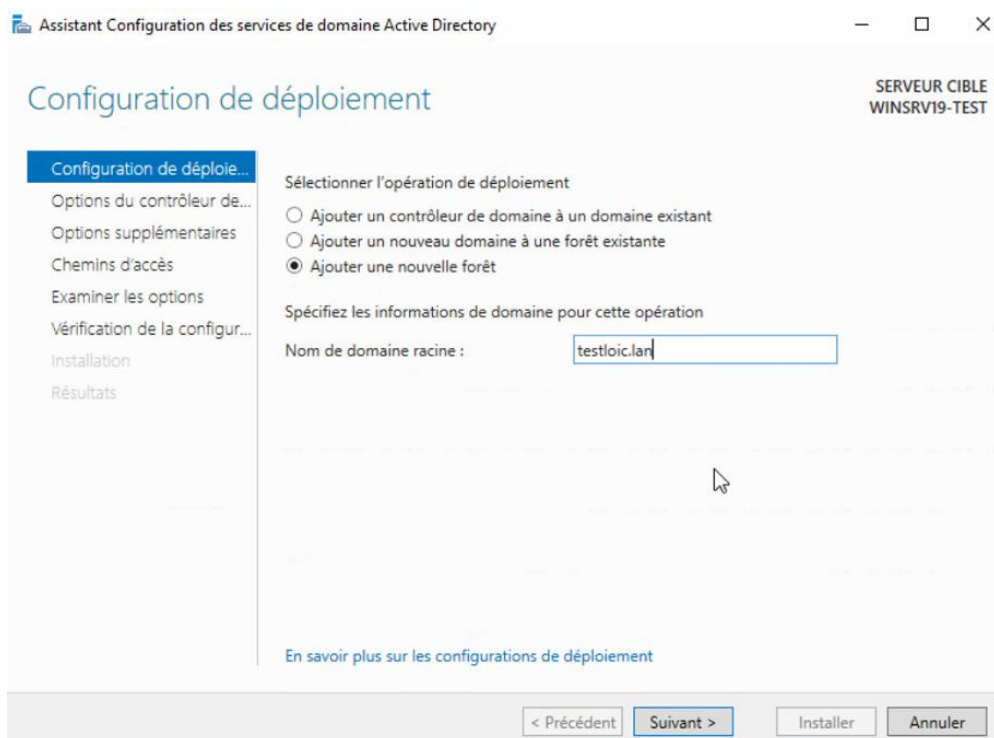 Assistant Configuration des services de domaine Active Directory
Configuration de déploiement
SERVEUR CIBLE
WINSRV19-TEST
Configuration de déploie...
Options du contrôleur de...
Options supplémentaires
Chemins d'accès
Examiner les options
Vérification de la configur...
Installation
Résultats
Sélectionner l'opération de déploiement
Ajouter un contrôleur de domaine à un domaine existant
Ajouter un nouveau domaine à une forêt existante
Ajouter une nouvelle forêt
Spécifiez les informations de domaine pour cette opération
Nom de domaine racine : testloic.lan
En savoir plus sur les configurations de déploiement
< Précédent Suivant > Installer Annuler